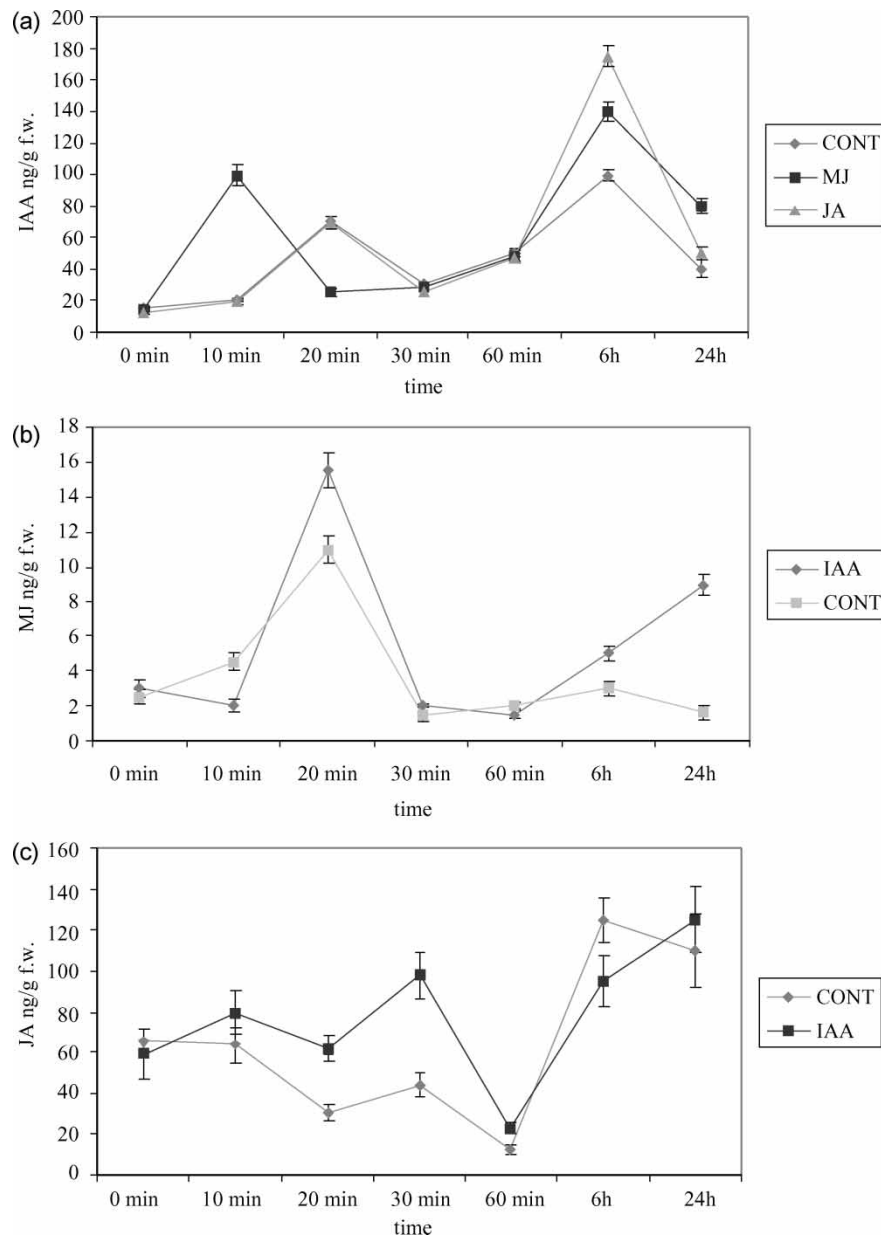 (a)
200
180
160
140
120
100
80
60
40
20
0
IAA ng/g f.w.
0 min 10 min 20 min 30 min 60 min 6h 24h
time
CONT
MJ
JA
(b)
18
16
14
12
10
8
6
4
2
0
MJ ng/g f.w.
0 min 10 min 20 min 30 min 60 min 6h 24h
time
IAA
CONT
(c)
160
140
120
100
80
60
40
20
0
JA ng/g f.w.
0 min 10 min 20 min 30 min 60 min 6h 24h
time
CONT
IAA